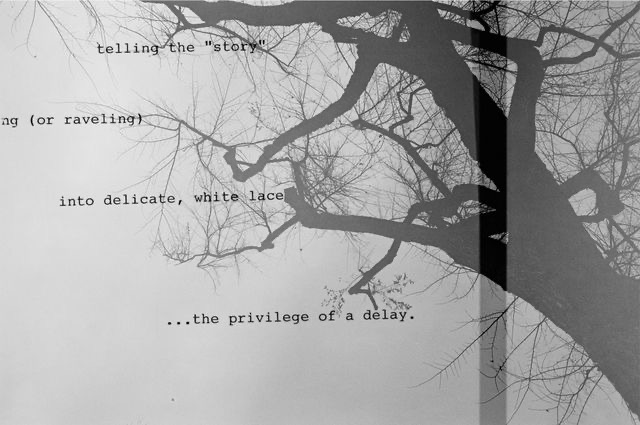 telling the "story"
ng (or raveling)
into delicate, white lace
...the privilege of a delay.